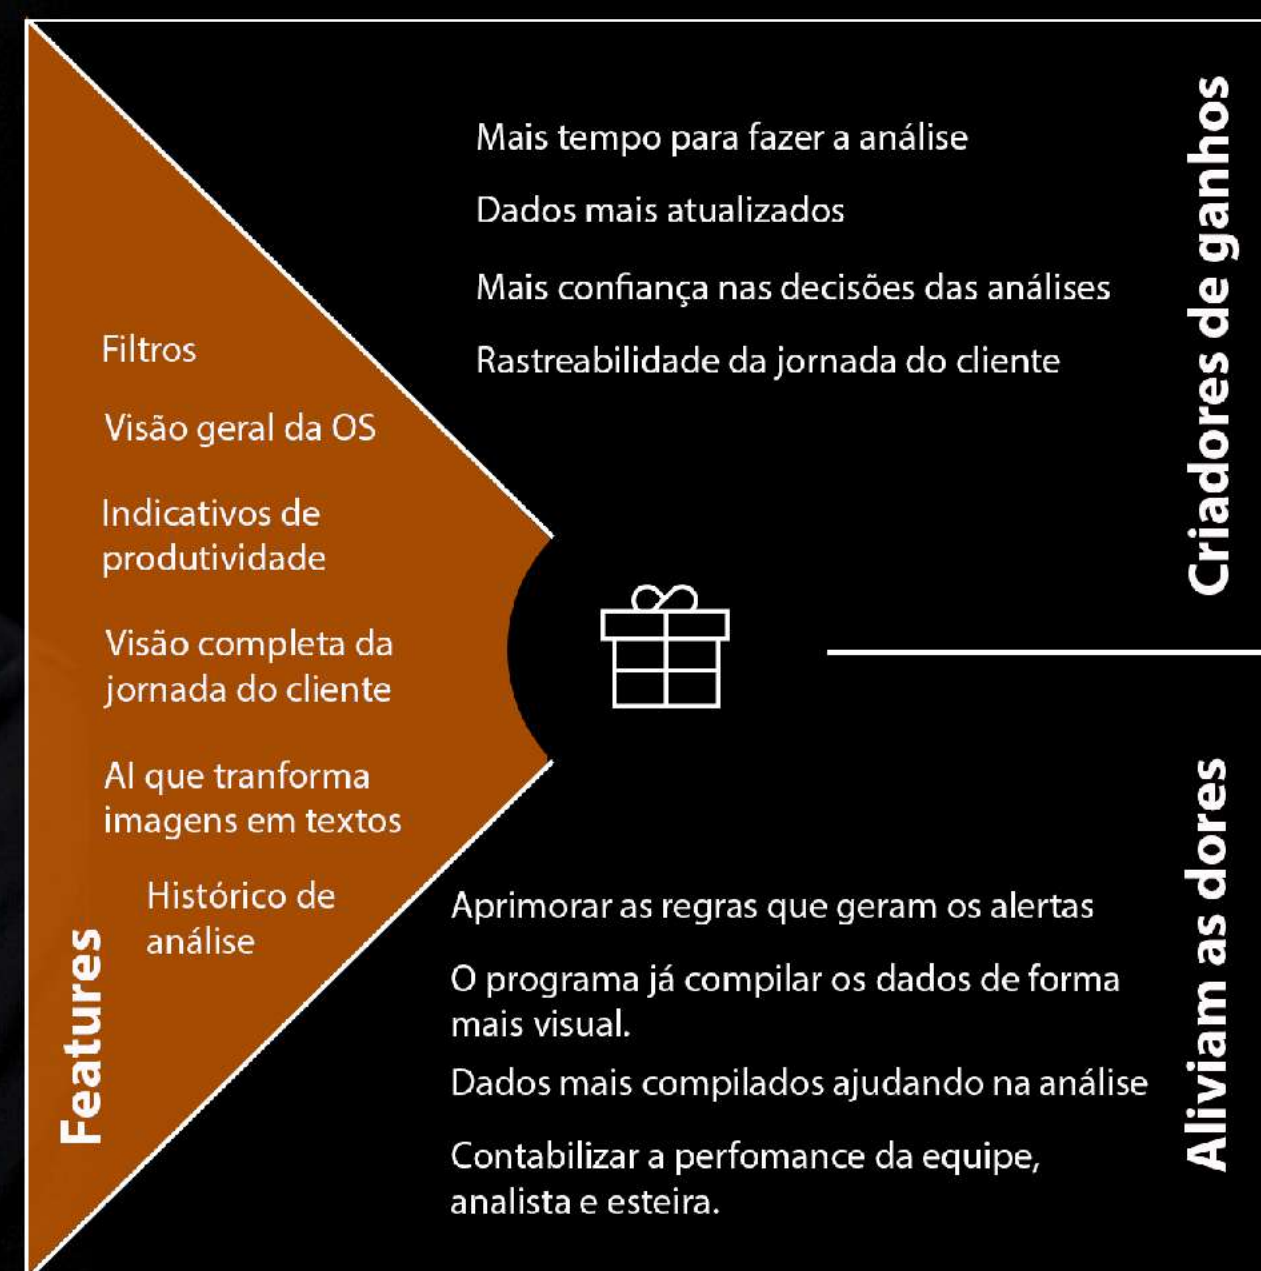 Criadores de ganhos
Mais tempo para fazer a análise
Dados mais atualizados
Mais confiança nas decisões das análises
Rastreabilidade da jornada do cliente
Features
Filtros
Visão geral da OS
Indicativos de
produtividade
Visão completa da
jornada do cliente
AI que tranforma
imagens em textos
Histórico de
análise
Aliviam as dores
Aprimorar as regras que geram os alertas
O programa já compilar os dados de forma
mais visual.
Dados mais compilados ajudando na análise
Contabilizar a perfomance da equipe,
analista e esteira.